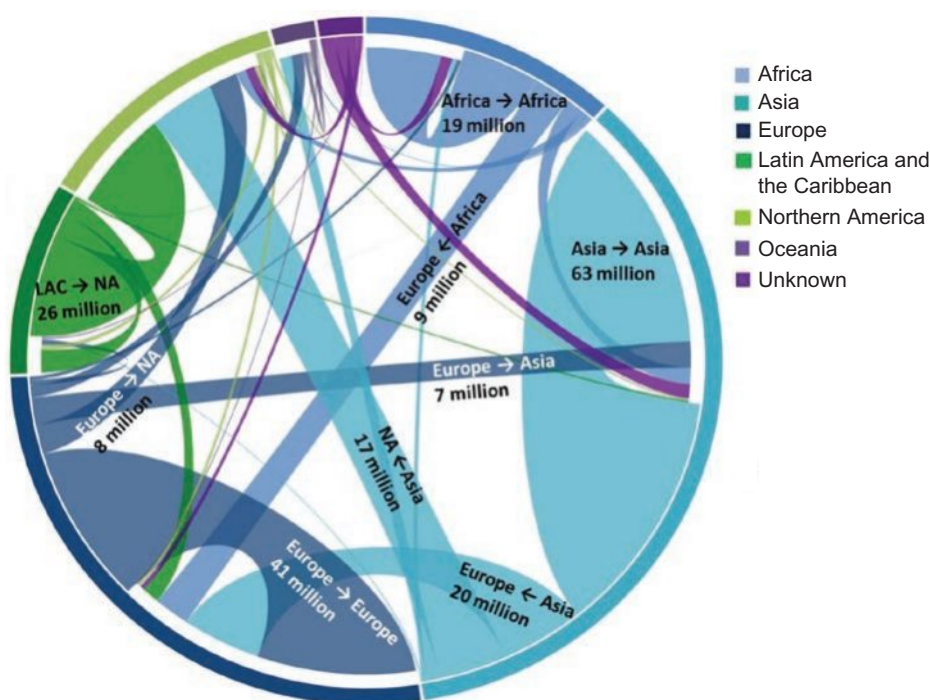 Africa → Africa
19 million
Asia → Asia
63 million
Europe ← Africa
9 million
LAC → NA
26 million
Europe → NA
8 million
Europe → Asia
7 million
NA ← Asia
17 million
Europe → Europe
41 million
Europe ← Asia
20 million
Africa
Asia
Europe
Latin America and
the Caribbean
Northern America
Oceania
Unknown